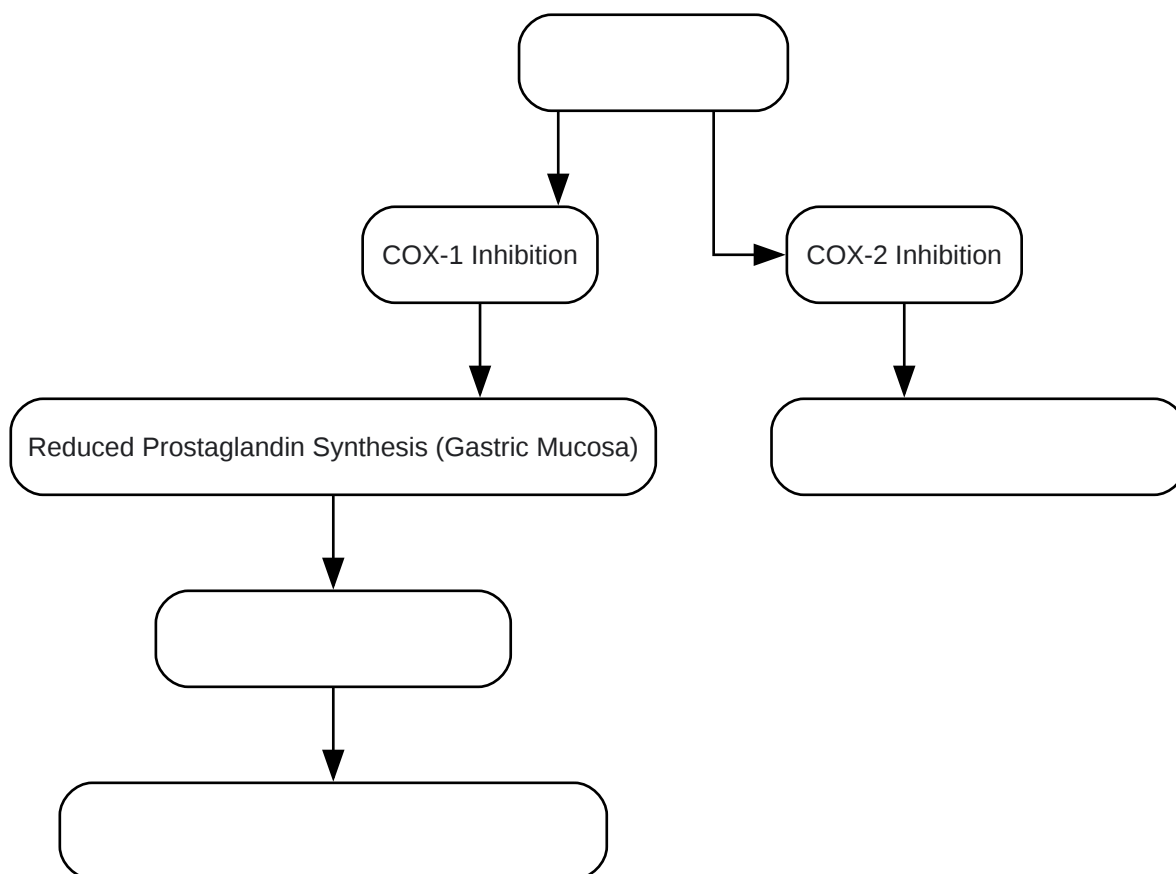 COX-1 Inhibition
COX-2 Inhibition
Reduced Prostaglandin Synthesis (Gastric Mucosa)